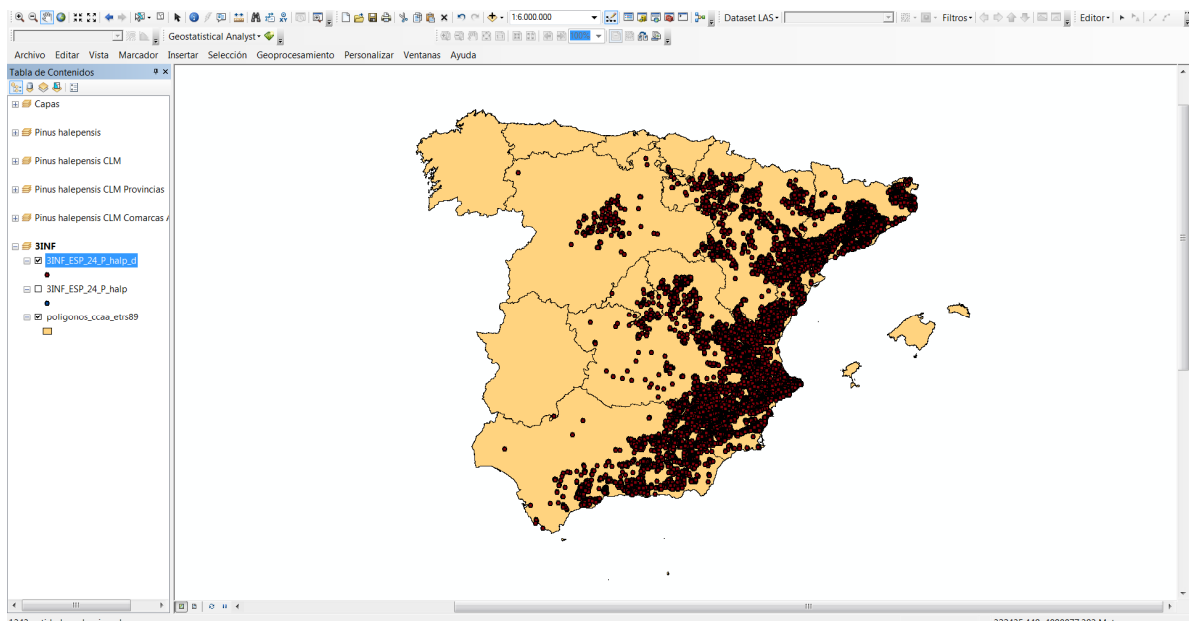 1:6.000.000
Dataset LAS
Filtros
Editor
Geostatistical Analyst
100%
Archivo Editar Vista Marcador Insertar Selección Geoprocesamiento Personalizar Ventanas Ayuda
Tabla de Contenidos
Capas
Pinus halepensis
Pinus halepensis CLM
Pinus halepensis CLM Provincias
Pinus halepensis CLM Comarcas
3INF
3INF_ESP_24_P_halp_d
3INF_ESP_24_P_halp
poligonos_ccaa_etrs89